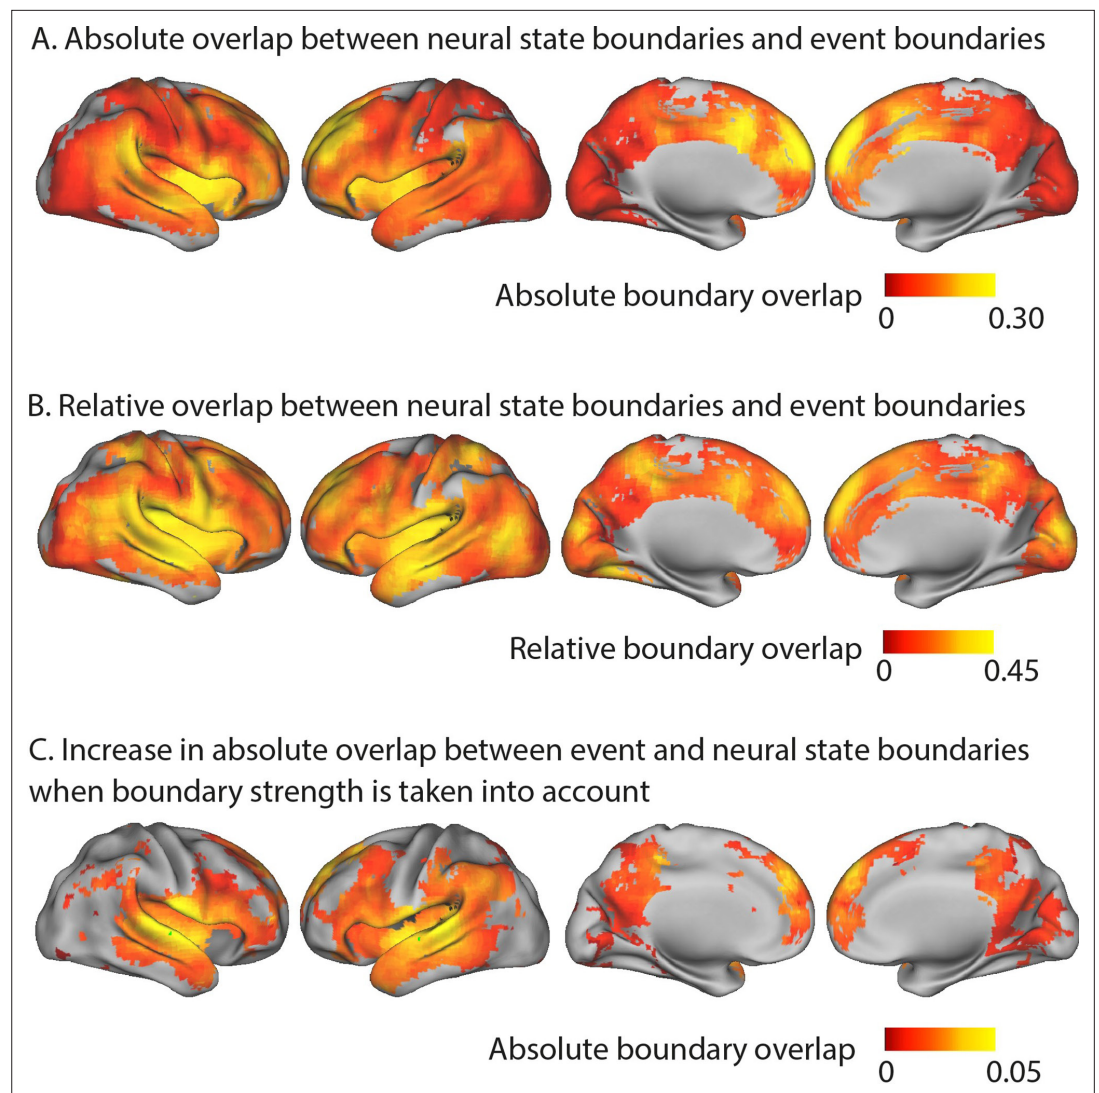 A. Absolute overlap between neural state boundaries and event boundaries
Absolute boundary overlap
0 0.30
B. Relative overlap between neural state boundaries and event boundaries
Relative boundary overlap
0 0.45
C. Increase in absolute overlap between event and neural state boundaries
when boundary strength is taken into account
Absolute boundary overlap
0 0.05